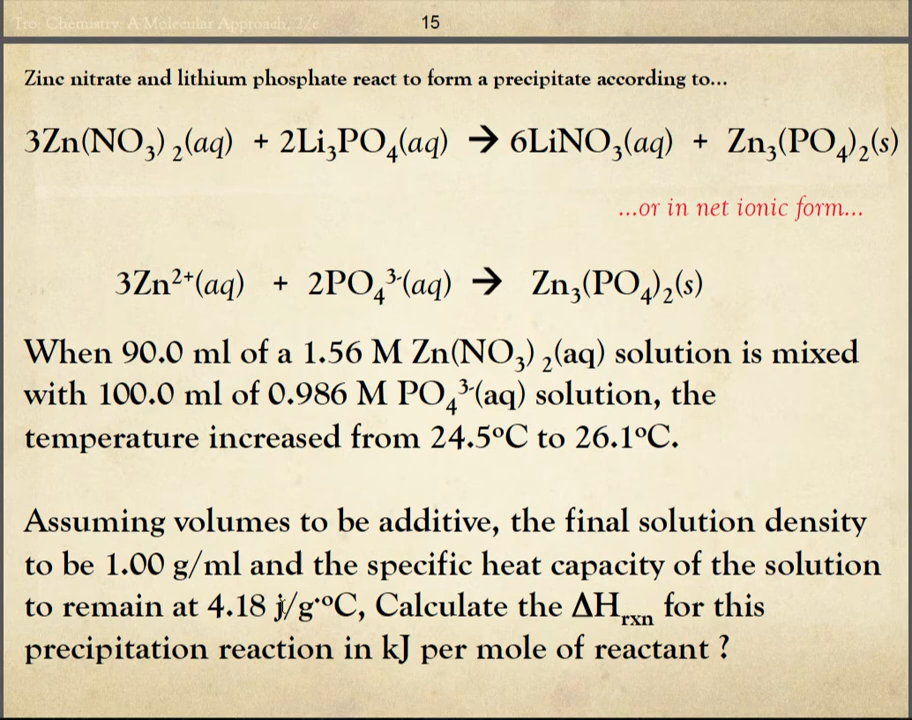 Tro: Chemistry: A Molecular Approach, 2/e
15
Zinc nitrate and lithium phosphate react to form a precipitate according to...
3Zn(NO₃) ₂(aq) + 2Li₃PO₄(aq) → 6LiNO₃(aq) + Zn₃(PO₄)₂(s)
...or in net ionic form...
3Zn²⁺(aq) + 2PO₄³⁻(aq) → Zn₃(PO₄)₂(s)
When 90.0 ml of a 1.56 M Zn(NO₃) ₂(aq) solution is mixed
with 100.0 ml of 0.986 M PO₄³⁻(aq) solution, the
temperature increased from 24.5°C to 26.1°C.
Assuming volumes to be additive, the final solution density
to be 1.00 g/ml and the specific heat capacity of the solution
to remain at 4.18 j/g·°C, Calculate the ΔHᵣₓₙ for this
precipitation reaction in kJ per mole of reactant ?